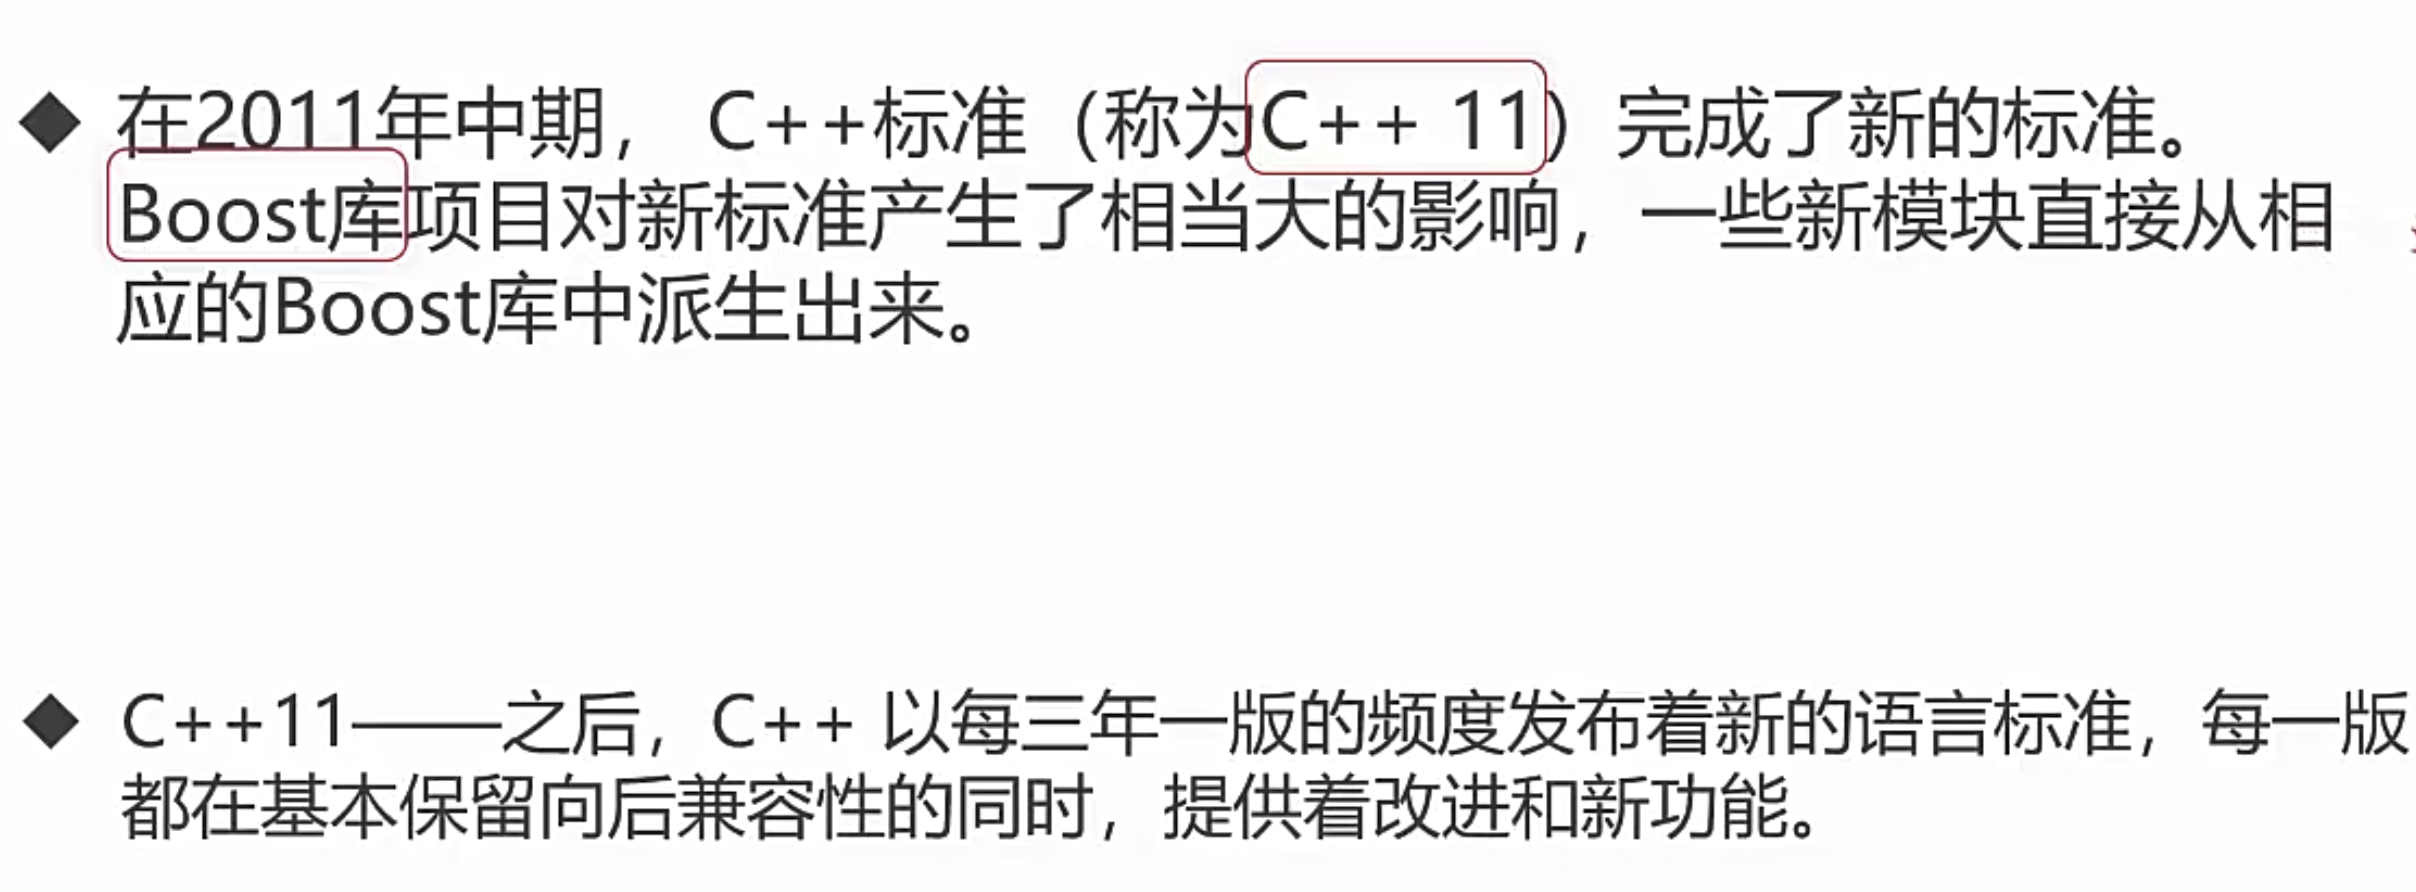 ◆ 在2011年中期， C++标准（称为C++ 11）完成了新的标准。
Boost库项目对新标准产生了相当大的影响，一些新模块直接从相
应的Boost库中派生出来。
◆ C++11——之后，C++ 以每三年一版的频度发布着新的语言标准，每一版
都在基本保留向后兼容性的同时，提供着改进和新功能。